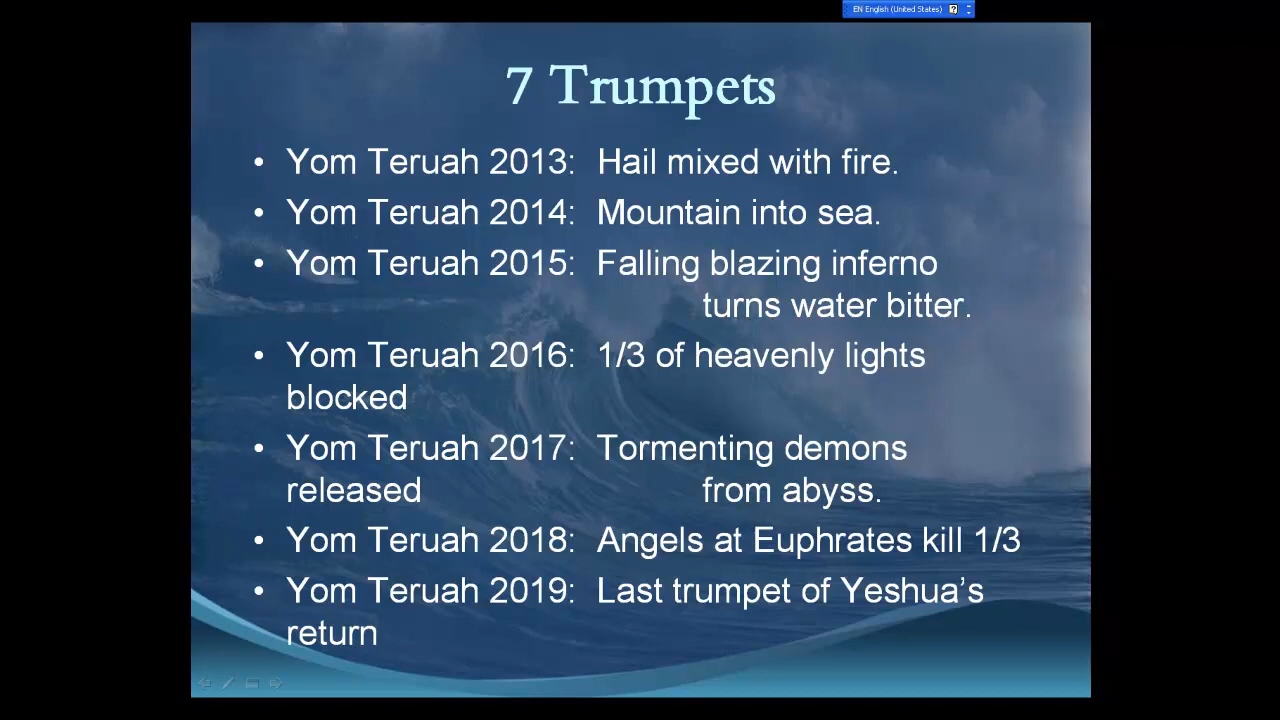 EN English (United States) ?
7 Trumpets
• Yom Teruah 2013: Hail mixed with fire.
• Yom Teruah 2014: Mountain into sea.
• Yom Teruah 2015: Falling blazing inferno
turns water bitter.
• Yom Teruah 2016: 1/3 of heavenly lights
blocked
• Yom Teruah 2017: Tormenting demons
released from abyss.
• Yom Teruah 2018: Angels at Euphrates kill 1/3
• Yom Teruah 2019: Last trumpet of Yeshua’s
return